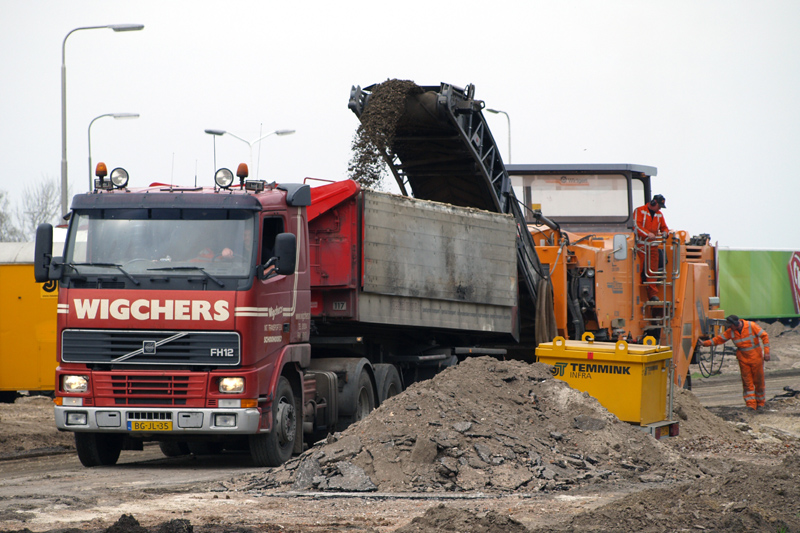 WIGCHERS
FH12
BG-JL-35
TEMMINK
INFRA